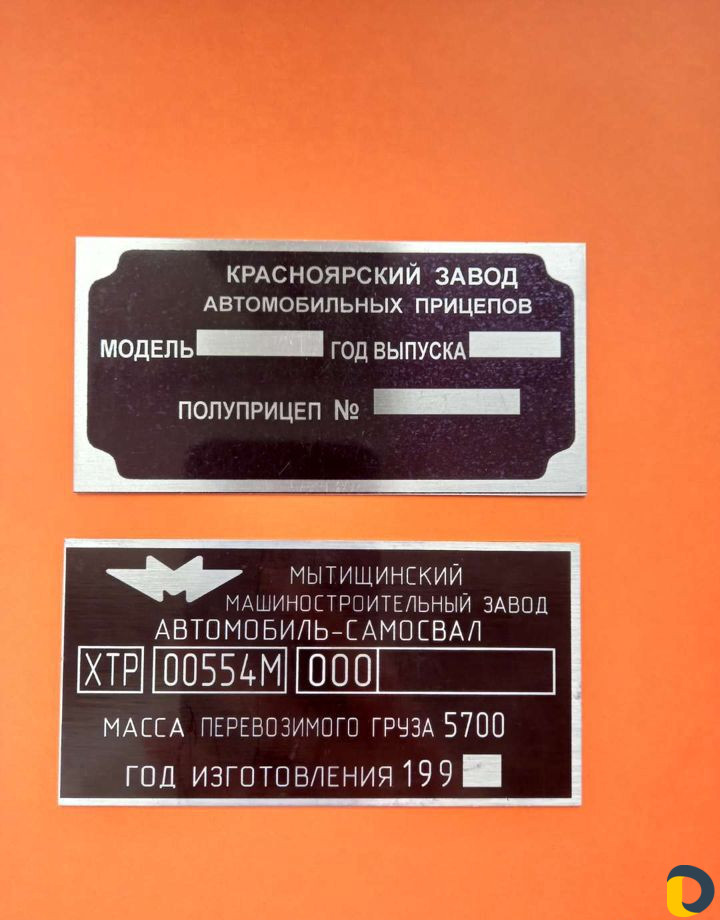 КРАСНОЯРСКИЙ ЗАВОД
АВТОМОБИЛЬНЫХ ПРИЦЕПОВ
МОДЕЛЬ ГОД ВЫПУСКА
ПОЛУПРИЦЕП №
МЫТИЩИНСКИЙ
МАШИНОСТРОИТЕЛЬНЫЙ ЗАВОД
АВТОМОБИЛЬ-САМОСВАЛ
ХТР 00554М 000
МАССА ПЕРЕВОЗИМОГО ГРУЗА 5700
ГОД ИЗГОТОВЛЕНИЯ 199